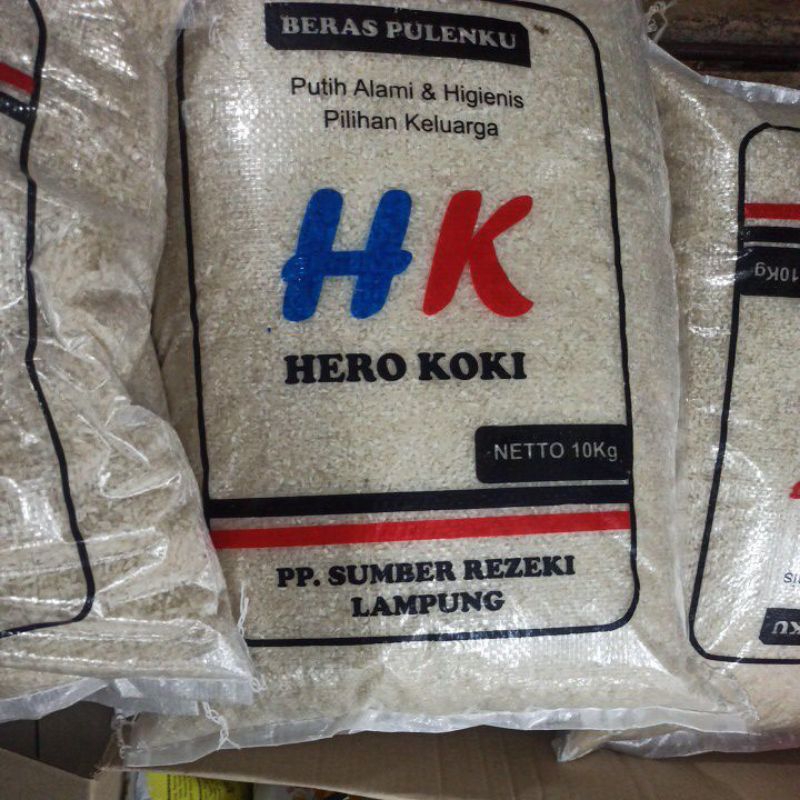 BERAS PULENKU
Putih Alami & Higienis
Pilihan Keluarga
HK
HERO KOKI
NETTO 10Kg
PP. SUMBER REZEKI
LAMPUNG
10Kg